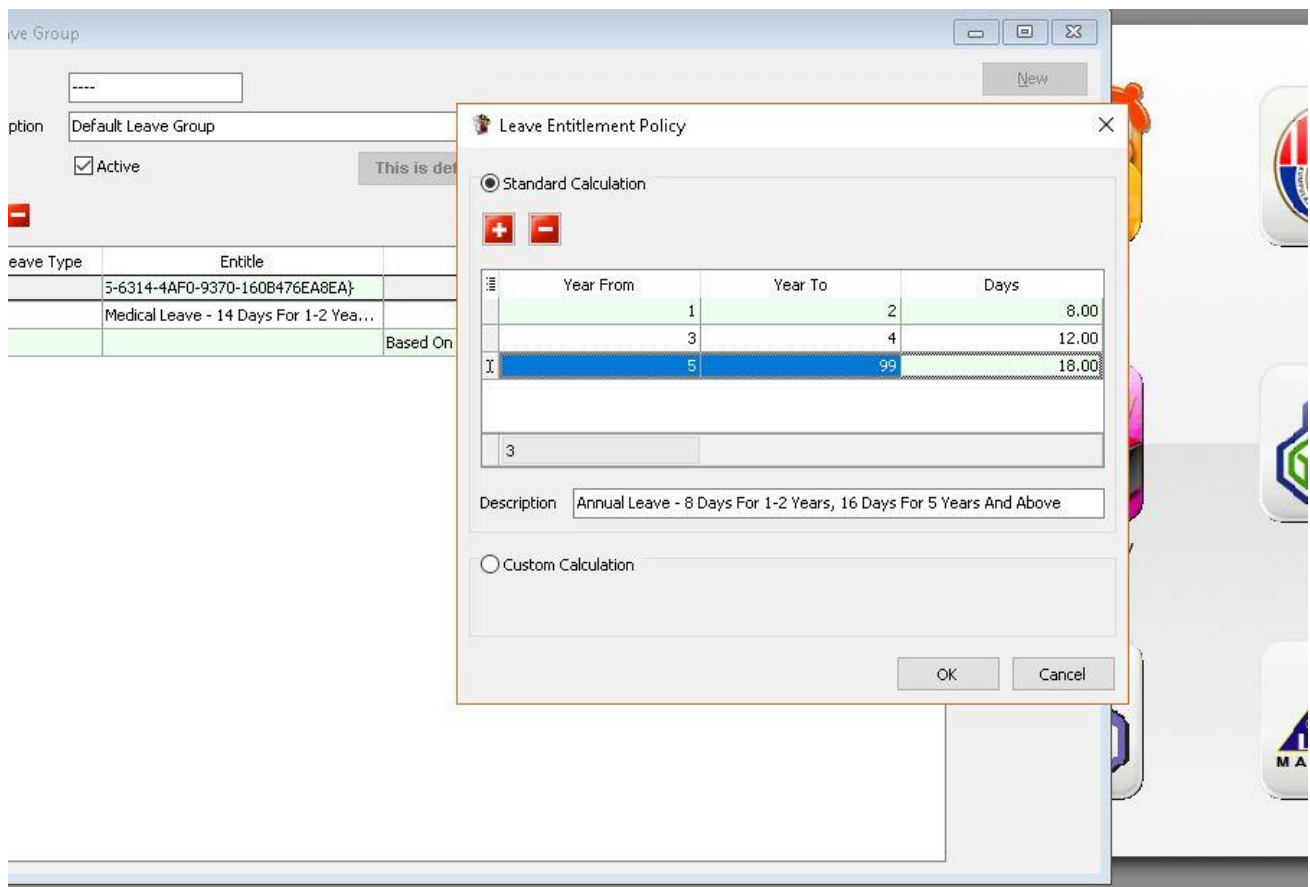 ve Group
----
New
ption Default Leave Group
Active
This is def
eave Type Entitle
5-6314-4AF0-9370-160B476EA8EA}
Medical Leave - 14 Days For 1-2 Yea...
Based On
Leave Entitlement Policy
Standard Calculation
Year From Year To Days
1 2 8.00
3 4 12.00
5 99 18.00
3
Description Annual Leave - 8 Days For 1-2 Years, 16 Days For 5 Years And Above
Custom Calculation
OK Cancel
M A